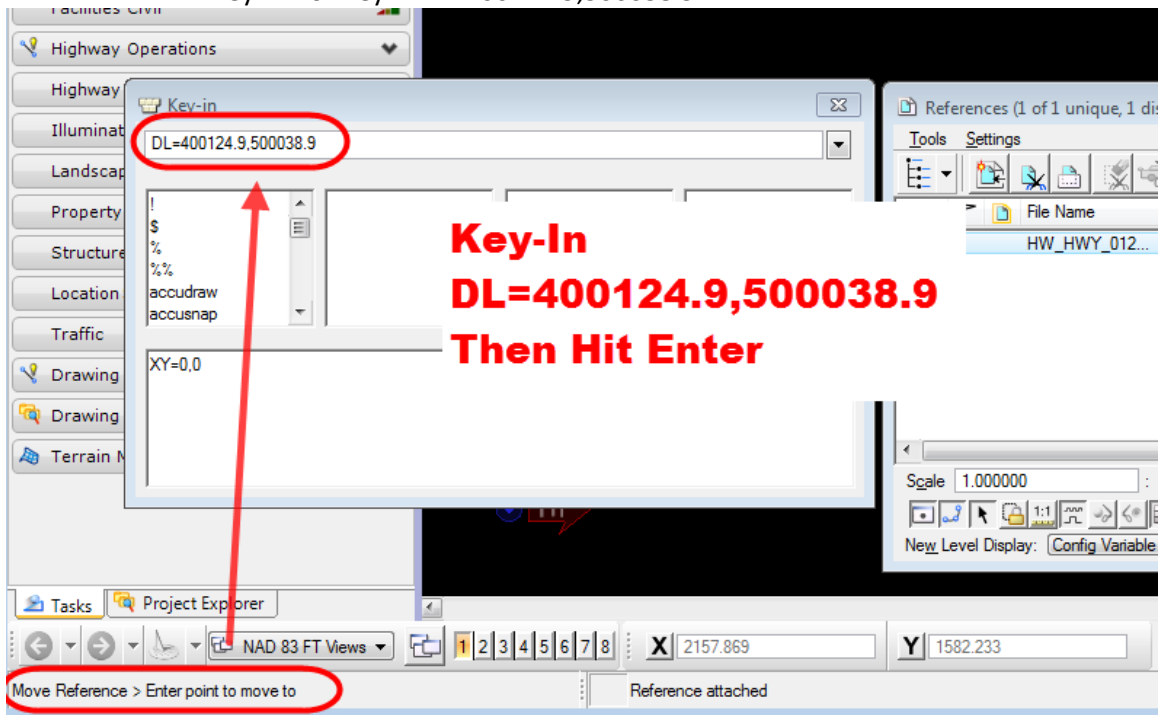 Facilities Civil
Highway Operations
Highway
Key-in
References (1 of 1 unique, 1 dis
Illuminat
DL=400124.9,500038.9
Tools Settings
Landscap
Property
!
$
%
%%
accudraw
accusnap
File Name
HW_HWY_012...
Structure
Location
Traffic
Drawing
Drawing
Terrain M
XY=0,0
Key-In
DL=400124.9,500038.9
Then Hit Enter
Scale 1.000000 :
1:1
New Level Display: Config Variable
Tasks Project Explorer
NAD 83 FT Views 1 2 3 4 5 6 7 8 X 2157.869 Y 1582.233
Move Reference > Enter point to move to Reference attached